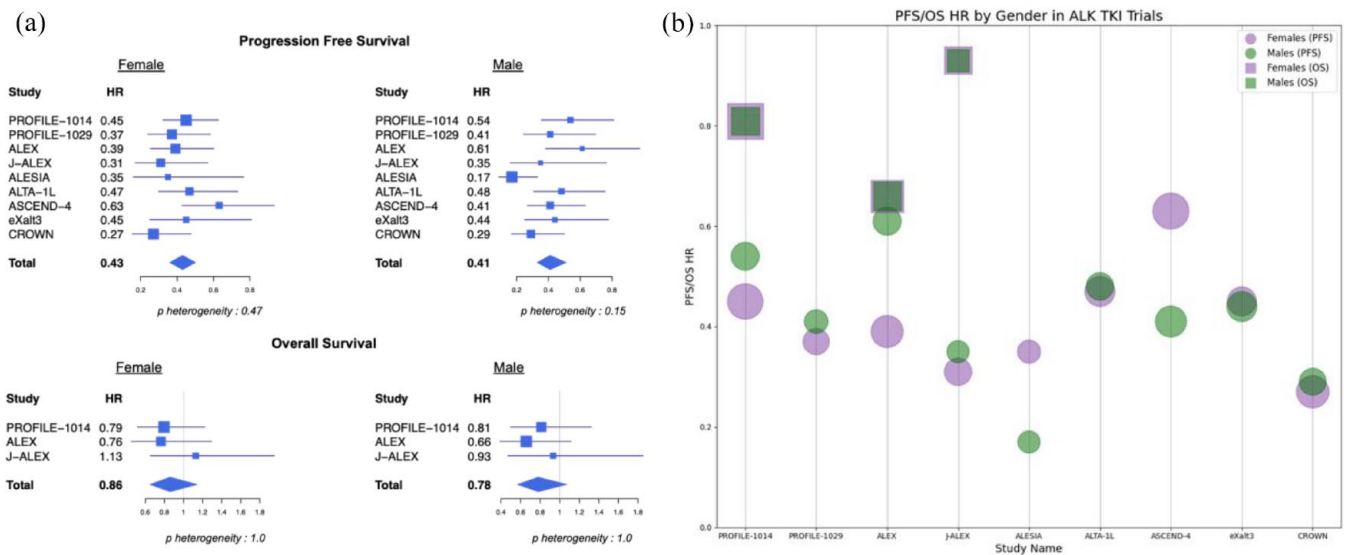 (a)
Progression Free Survival
Female
Study HR
PROFILE-1014 0.45
PROFILE-1029 0.37
ALEX 0.39
J-ALEX 0.31
ALESIA 0.35
ALTA-1L 0.47
ASCEND-4 0.63
eXalt3 0.45
CROWN 0.27
Total 0.43
0.2 0.4 0.6 0.8
p heterogeneity : 0.47
Male
Study HR
PROFILE-1014 0.54
PROFILE-1029 0.41
ALEX 0.61
J-ALEX 0.35
ALESIA 0.17
ALTA-1L 0.48
ASCEND-4 0.41
eXalt3 0.44
CROWN 0.29
Total 0.41
0.2 0.4 0.6 0.8
p heterogeneity : 0.15
Overall Survival
Female
Study HR
PROFILE-1014 0.79
ALEX 0.76
J-ALEX 1.13
Total 0.86
0.4 0.6 0.8 1 1.2 1.4 1.8
p heterogeneity : 1.0
Male
Study HR
PROFILE-1014 0.81
ALEX 0.66
J-ALEX 0.93
Total 0.78
0.4 0.6 0.8 1 1.2 1.4 1.8
p heterogeneity : 1.0
(b)
PFS/OS HR by Gender in ALK TKI Trials
Females (PFS)
Males (PFS)
Females (OS)
Males (OS)
PFS/OS HR
1.0
0.8
0.6
0.4
0.2
0.0
PROFILE-1014 PROFILE-1029 ALEX J-ALEX ALESIA ALTA-1L ASCEND-4 eXalt3 CROWN
Study Name